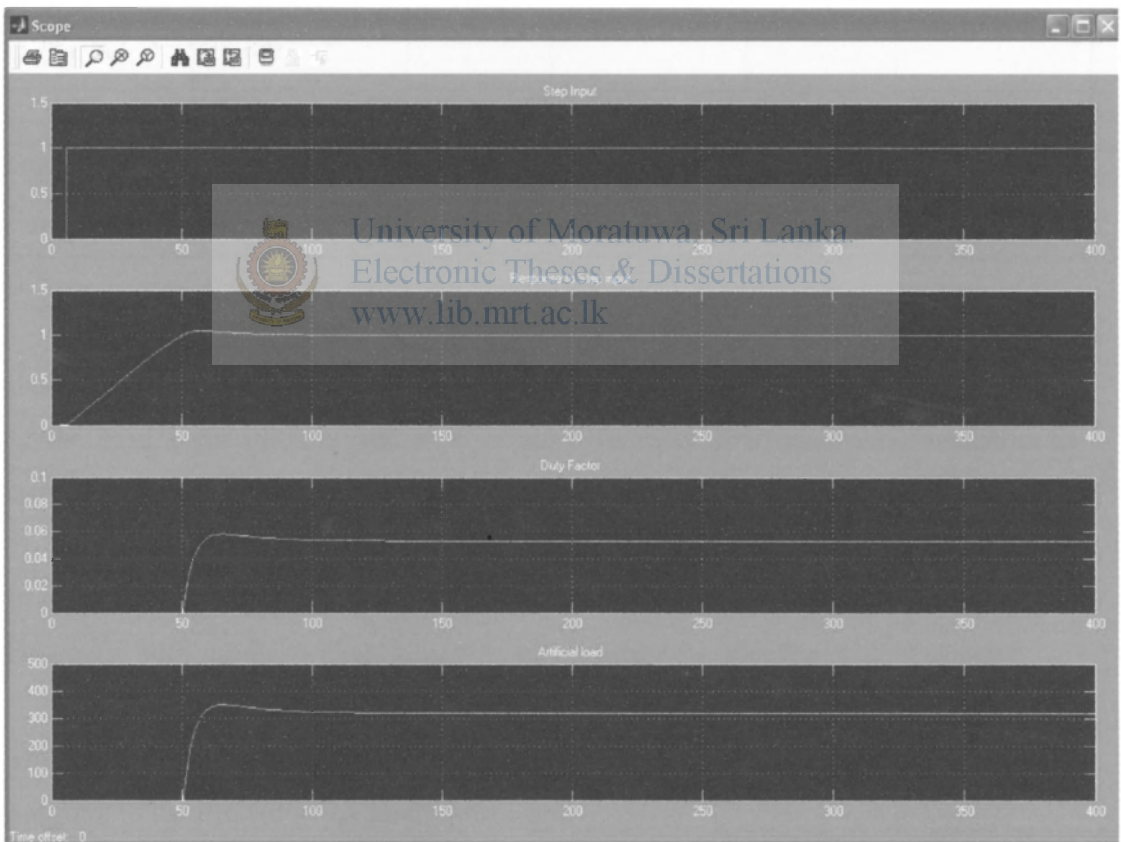 Scope
Step Input
1.5
1
0.5
0
0 50 100 150 200 250 300 350 400
University of Moratuwa, Sri Lanka.
Electronic Theses & Dissertations
www.lib.mrt.ac.lk
1.5
1
0.5
0
0 50 100 150 200 250 300 350 400
Duty Factor
0.1
0.08
0.06
0.04
0.02
0
0 50 100 150 200 250 300 350 400
Artificial load
500
400
300
200
100
0
0 50 100 150 200 250 300 350 400
Time offset: 0